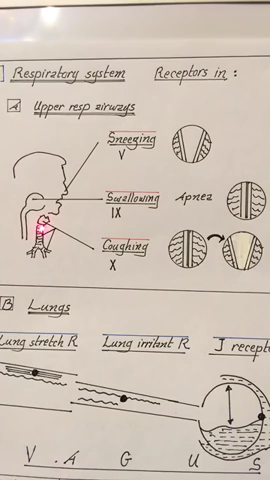 Respiratory system Receptors in :
A Upper resp airways
Sneezing
V
Swallowing Apnea
IX
Coughing
X
B Lungs
Lung stretch R Lung irritant R J recept
V . A G U S